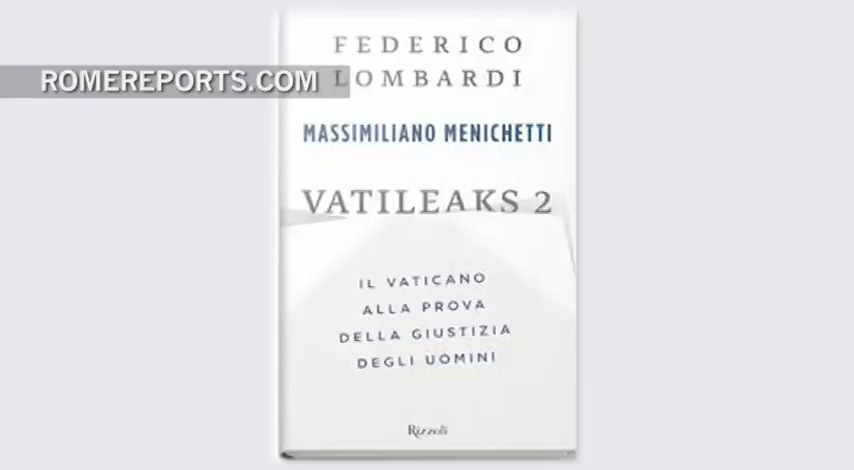 FEDERICO
LOMBARDI
ROMEREPORTS.COM
MASSIMILIANO MENICHETTI
VATILEAKS 2
IL VATICANO
ALLA PROVA
DELLA GIUSTIZIA
DEGLI UOMINI
Rizzoli